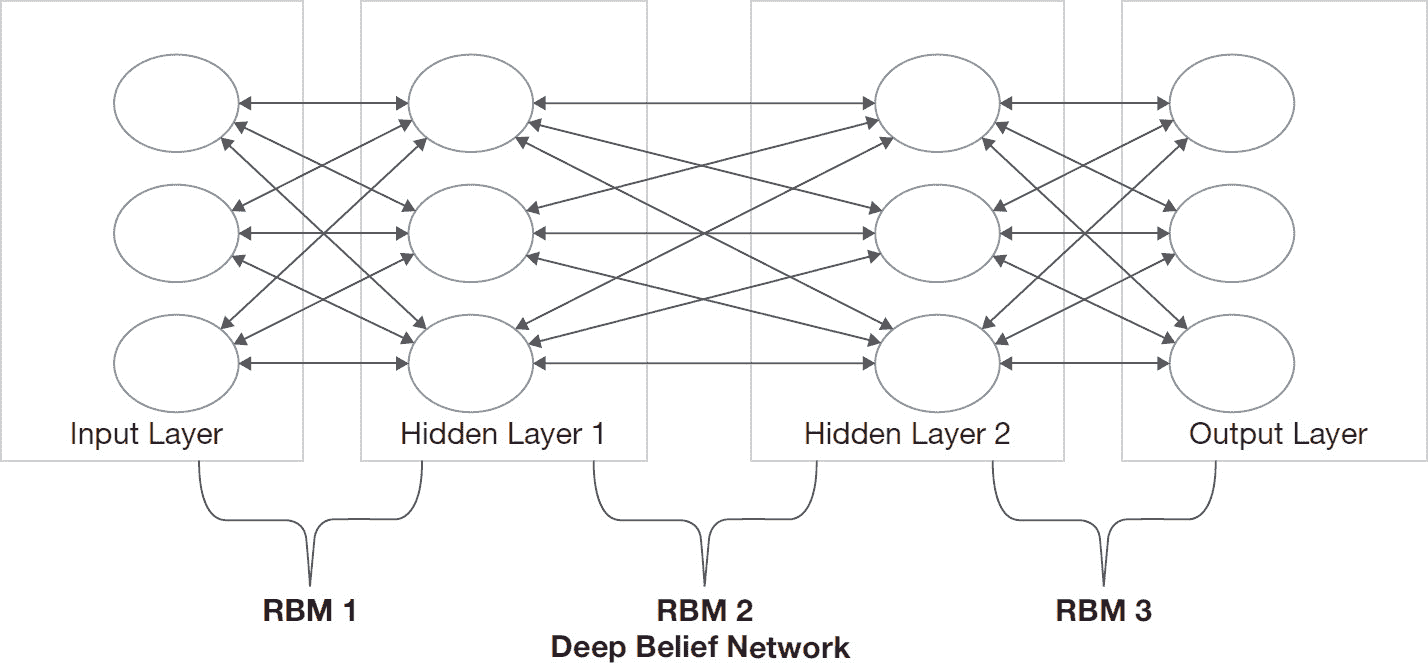 Input Layer
Hidden Layer 1
Hidden Layer 2
Output Layer
RBM 1
RBM 2
RBM 3
Deep Belief Network